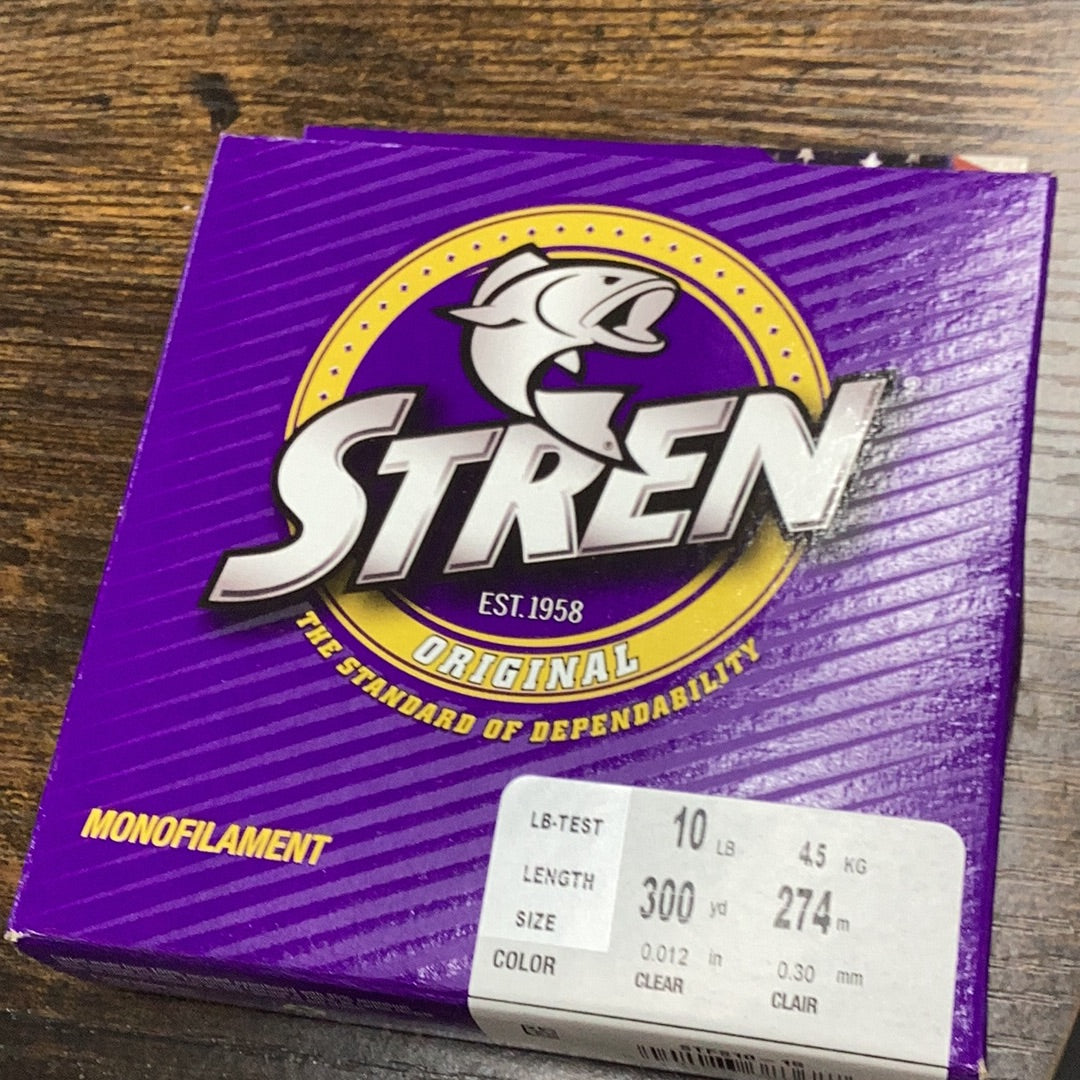 STREN
EST. 1958
ORIGINAL
THE STANDARD OF DEPENDABILITY
MONOFILAMENT
LB-TEST 10 LB 4.5 KG
LENGTH 300 yd 274 m
SIZE 0.012 in 0.30 mm
COLOR CLEAR CLAIR